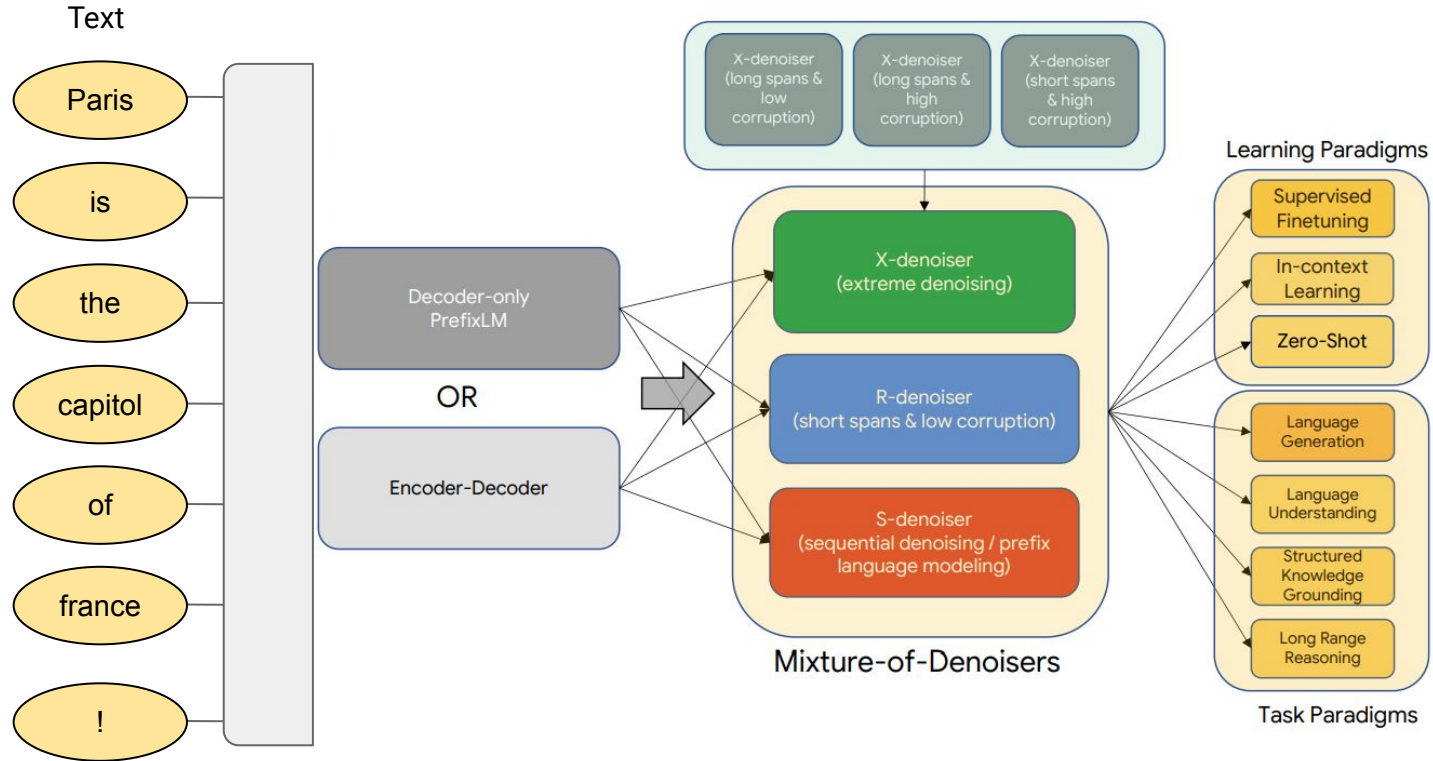 Text
Paris
is
the
capitol
of
france
!
Decoder-only
PrefixLM
OR
Encoder-Decoder
X-denoiser
(long spans &
low
corruption)
X-denoiser
(long spans &
high
corruption)
X-denoiser
(short spans
& high
corruption)
X-denoiser
(extreme denoising)
R-denoiser
(short spans & low corruption)
S-denoiser
(sequential denoising / prefix
language modeling)
Mixture-of-Denoisers
Learning Paradigms
Supervised
Finetuning
In-context
Learning
Zero-Shot
Language
Generation
Language
Understanding
Structured
Knowledge
Grounding
Long Range
Reasoning
Task Paradigms